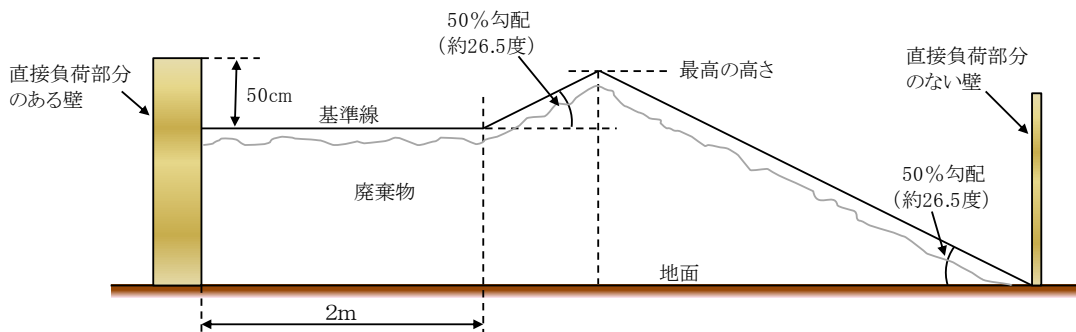 50%勾配
(約26.5度)
直接負荷部分
のある壁
50cm
基準線
最高の高さ
直接負荷部分
のない壁
廃棄物
50%勾配
(約26.5度)
地面
2m